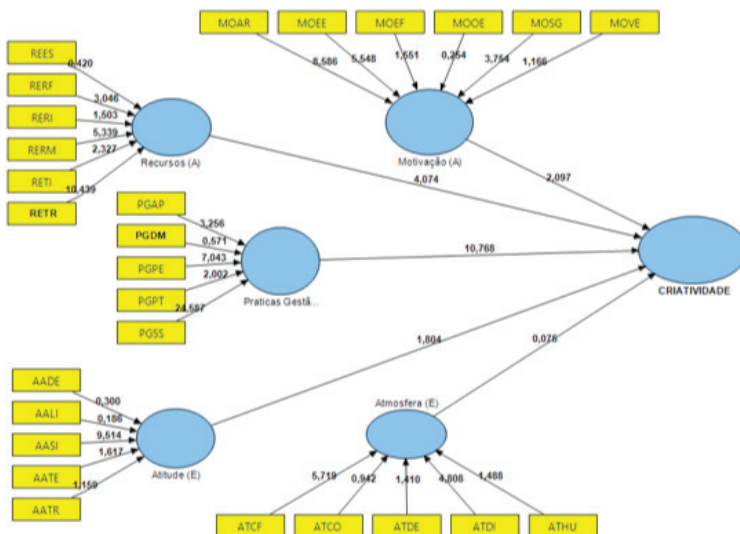 MOAR MOEE MOEF MOOE MOSG MOVE
8,586 5,548 1,551 0,254 3,754 1,166
Motivação (A)
2,097
REES
0,420
RERF
3,046
RERI
1,503
RERM
5,339
RETI
2,327
RETR
10,439
Recursos (A)
4,074
PGAP
3,256
PGDM
0,571
PGPE
7,043
PGPT
2,002
PGSS
24,587
Praticas Gestã...
10,768
CRIATIVIDADE
AADE
0,300
AALI
0,186
AASI
9,514
AATE
1,617
AATR
1,159
Atitude (E)
1,804
Atmosfera (E)
0,076
5,719 0,942 1,410 4,808 1,488
ATCF ATCO ATDE ATDI ATHU